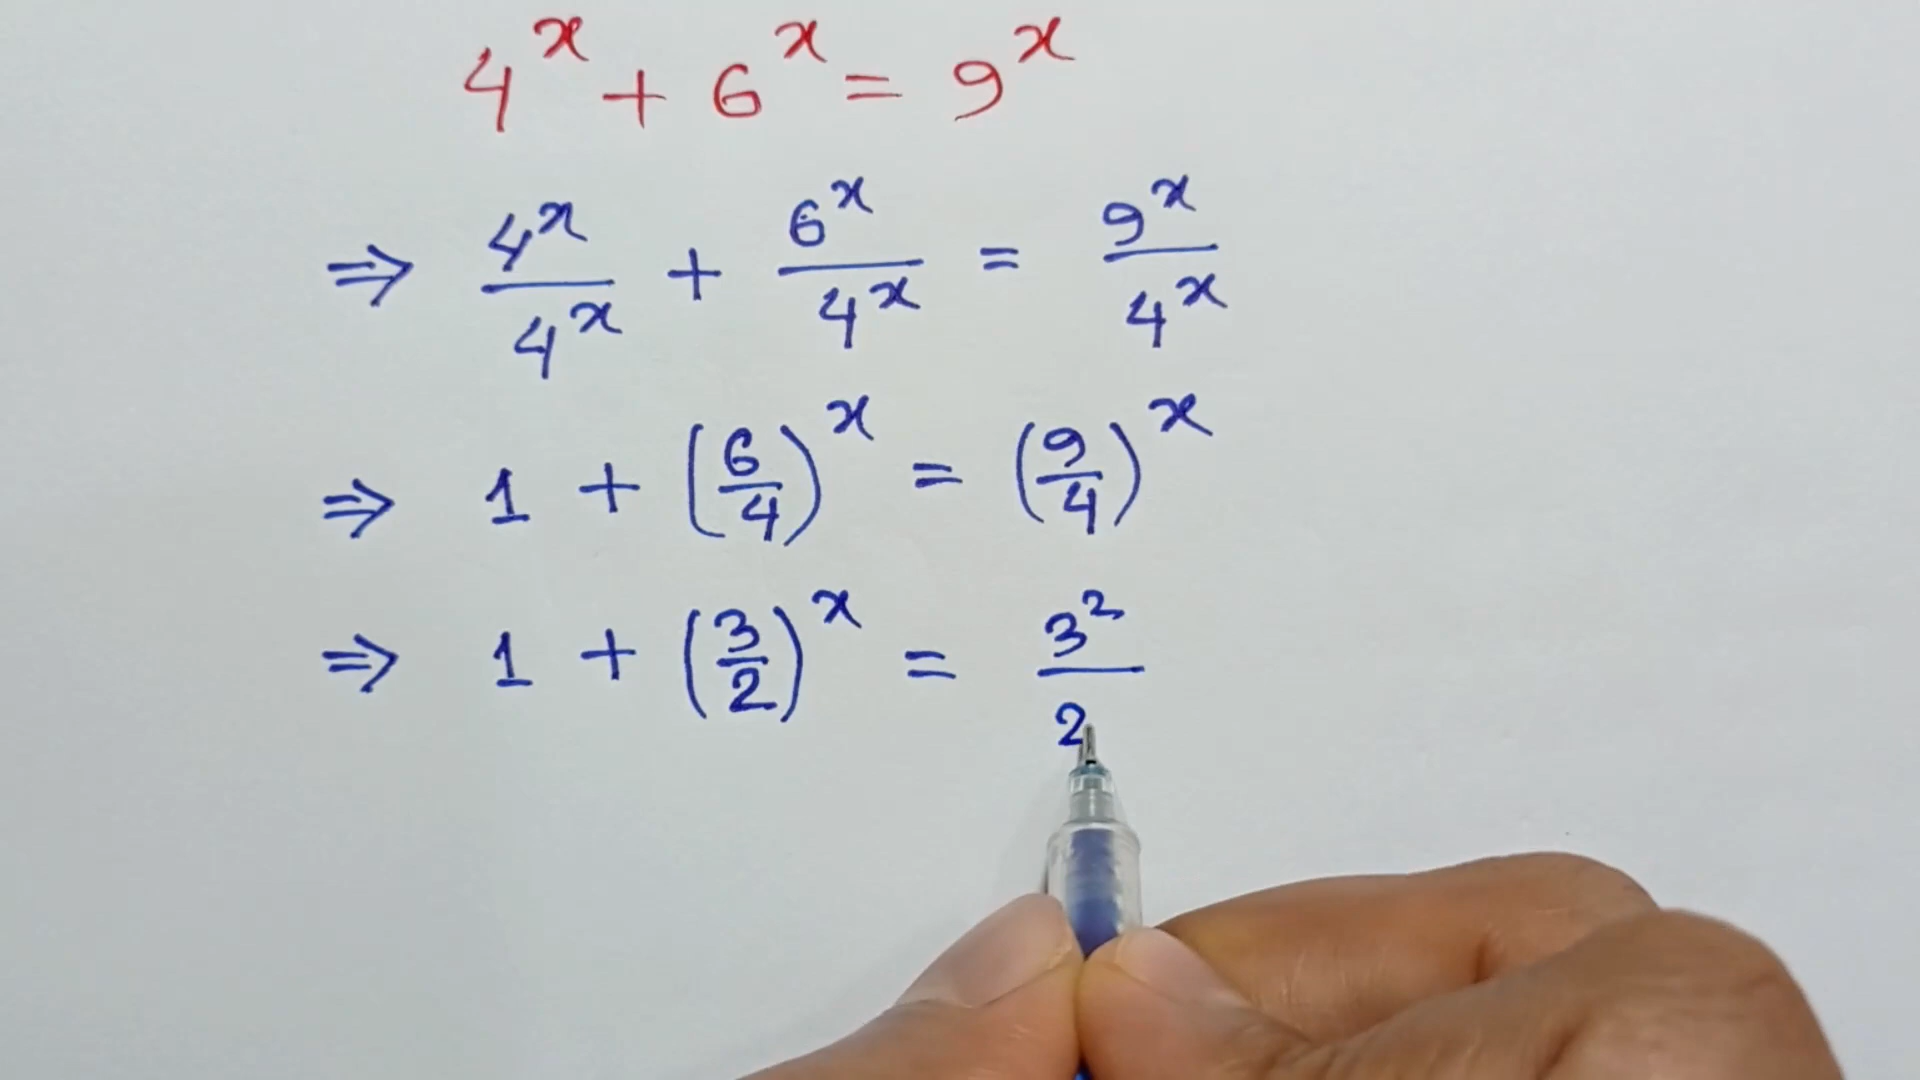 4^x + 6^x = 9^x
⇒ 4^x/4^x + 6^x/4^x = 9^x/4^x
⇒ 1 + (6/4)^x = (9/4)^x
⇒ 1 + (3/2)^x = 3^2/2